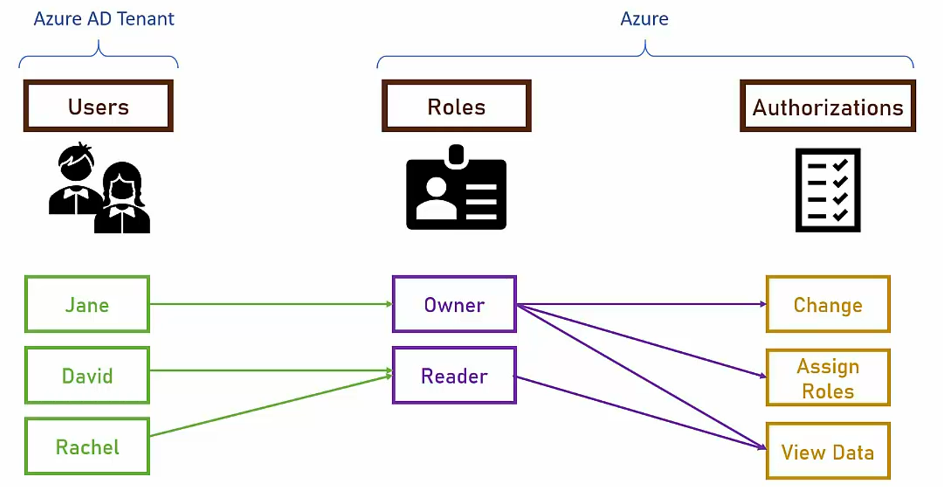 Azure AD Tenant
Azure
Users
Roles
Authorizations
Jane
Owner
Change
David
Reader
Assign
Roles
Rachel
View Data